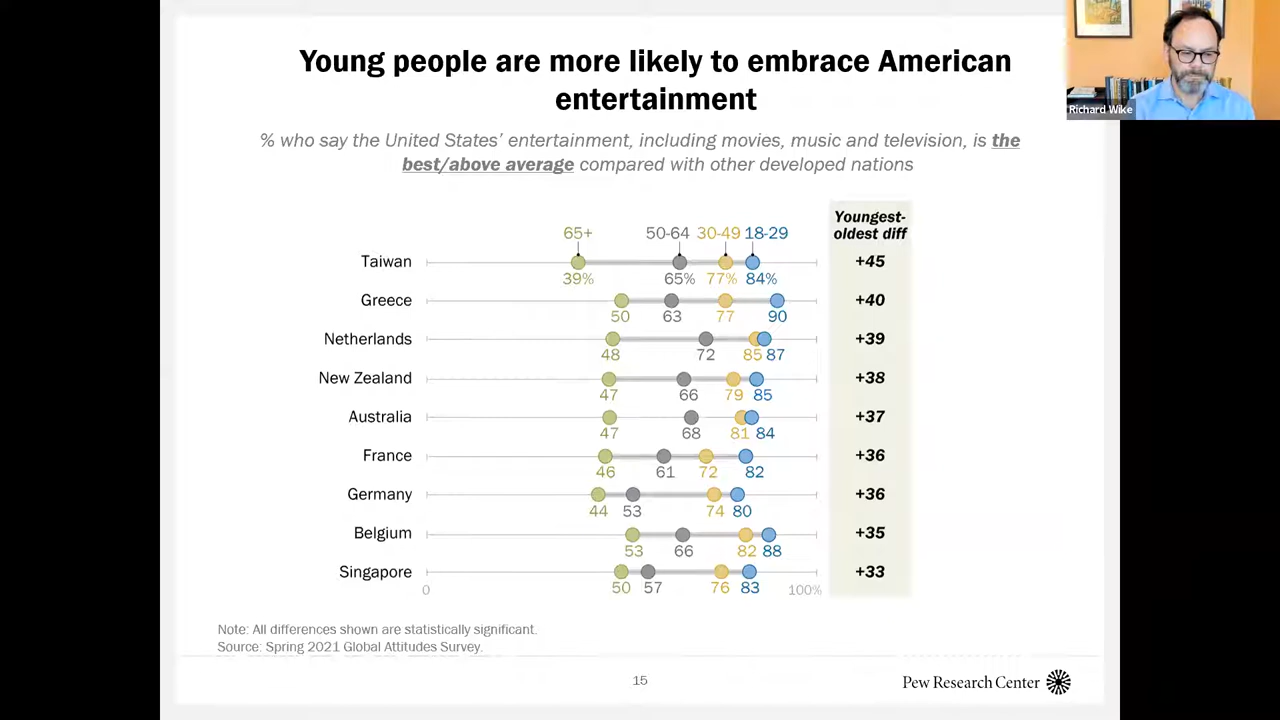 Young people are more likely to embrace American
entertainment
% who say the United States' entertainment, including movies, music and television, is the
best/above average compared with other developed nations
Richard Wike
Youngest-
oldest diff
65+ 50-64 30-49 18-29
Taiwan +45
39% 65% 77% 84%
Greece +40
50 63 77 90
Netherlands +39
48 72 85 87
New Zealand +38
47 66 79 85
Australia +37
47 68 81 84
France +36
46 61 72 82
Germany +36
44 53 74 80
Belgium +35
53 66 82 88
Singapore +33
50 57 76 83
0 100%
Note: All differences shown are statistically significant.
Source: Spring 2021 Global Attitudes Survey.
15
Pew Research Center